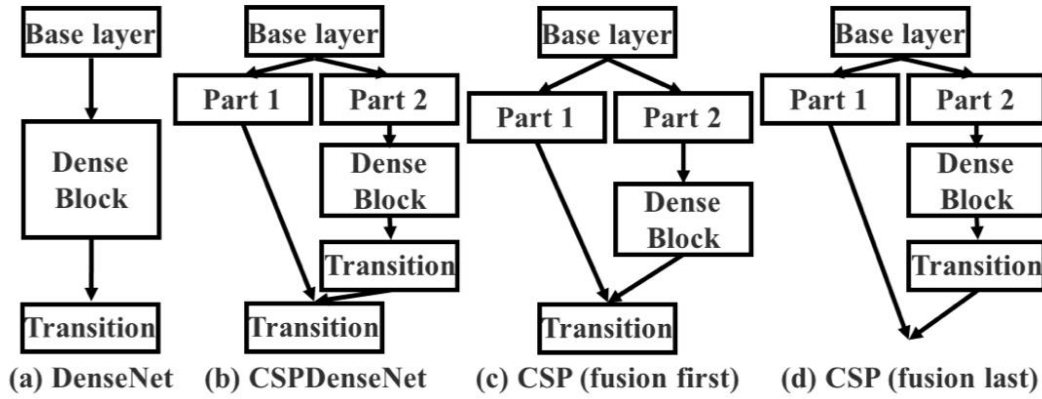 Base layer
Dense
Block
Transition
(a) DenseNet
Base layer
Part 1
Part 2
Dense
Block
Transition
Transition
(b) CSPDenseNet
Base layer
Part 1
Part 2
Dense
Block
Transition
(c) CSP (fusion first)
Base layer
Part 1
Part 2
Dense
Block
Transition
(d) CSP (fusion last)